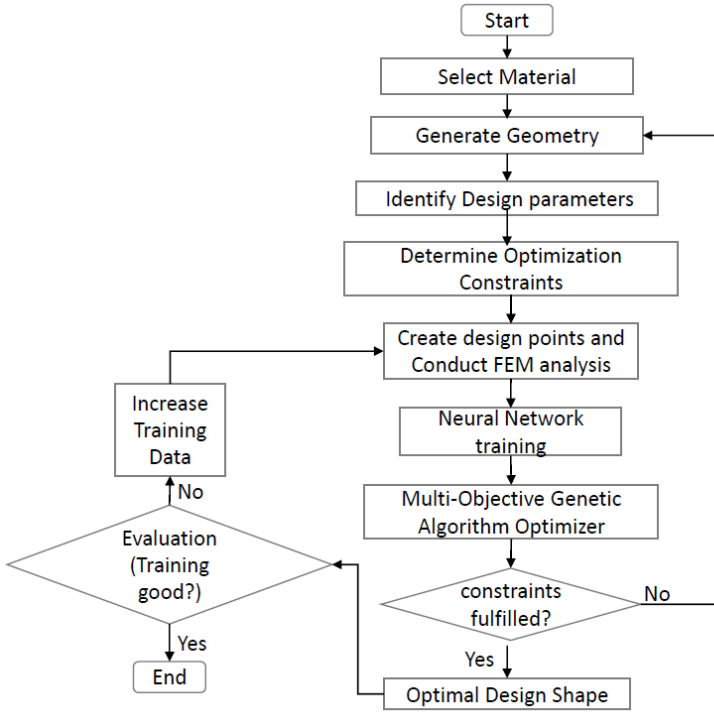 Start
Select Material
Generate Geometry
Identify Design parameters
Determine Optimization
Constraints
Create design points and
Conduct FEM analysis
Increase
Training
Data
Neural Network
training
No
Multi-Objective Genetic
Algorithm Optimizer
Evaluation
(Training
good?)
constraints
fulfilled?
No
Yes
Yes
End
Optimal Design Shape